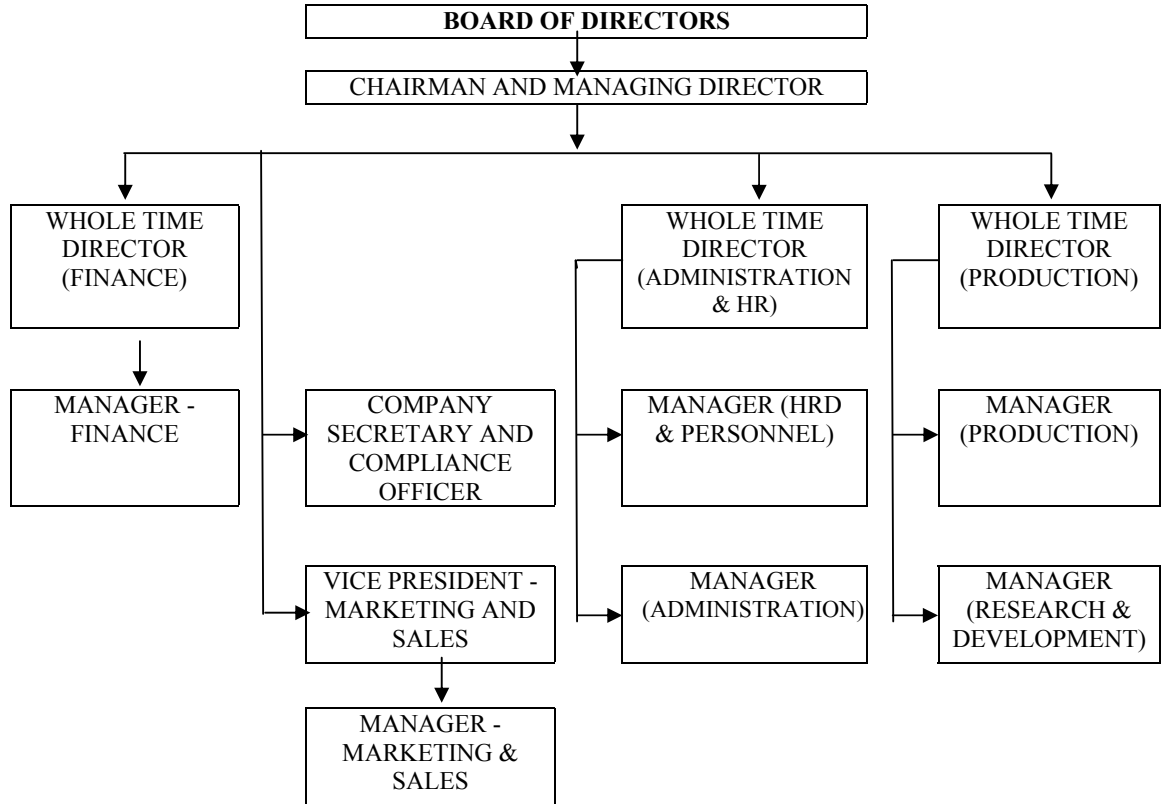 BOARD OF DIRECTORS
CHAIRMAN AND MANAGING DIRECTOR
WHOLE TIME
DIRECTOR
(FINANCE)
WHOLE TIME
DIRECTOR
(ADMINISTRATION
& HR)
WHOLE TIME
DIRECTOR
(PRODUCTION)
MANAGER -
FINANCE
COMPANY
SECRETARY AND
COMPLIANCE
OFFICER
MANAGER (HRD
& PERSONNEL)
MANAGER
(PRODUCTION)
VICE PRESIDENT -
MARKETING AND
SALES
MANAGER
(ADMINISTRATION)
MANAGER
(RESEARCH &
DEVELOPMENT)
MANAGER -
MARKETING &
SALES